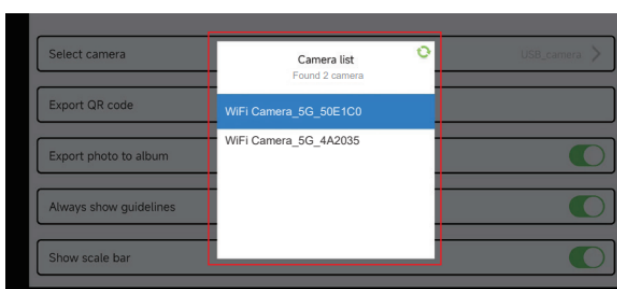 Select camera
USB_camera
Camera list
Found 2 camera
Export QR code
WiFi Camera_5G_50E1C0
WiFi Camera_5G_4A2035
Export photo to album
Always show guidelines
Show scale bar